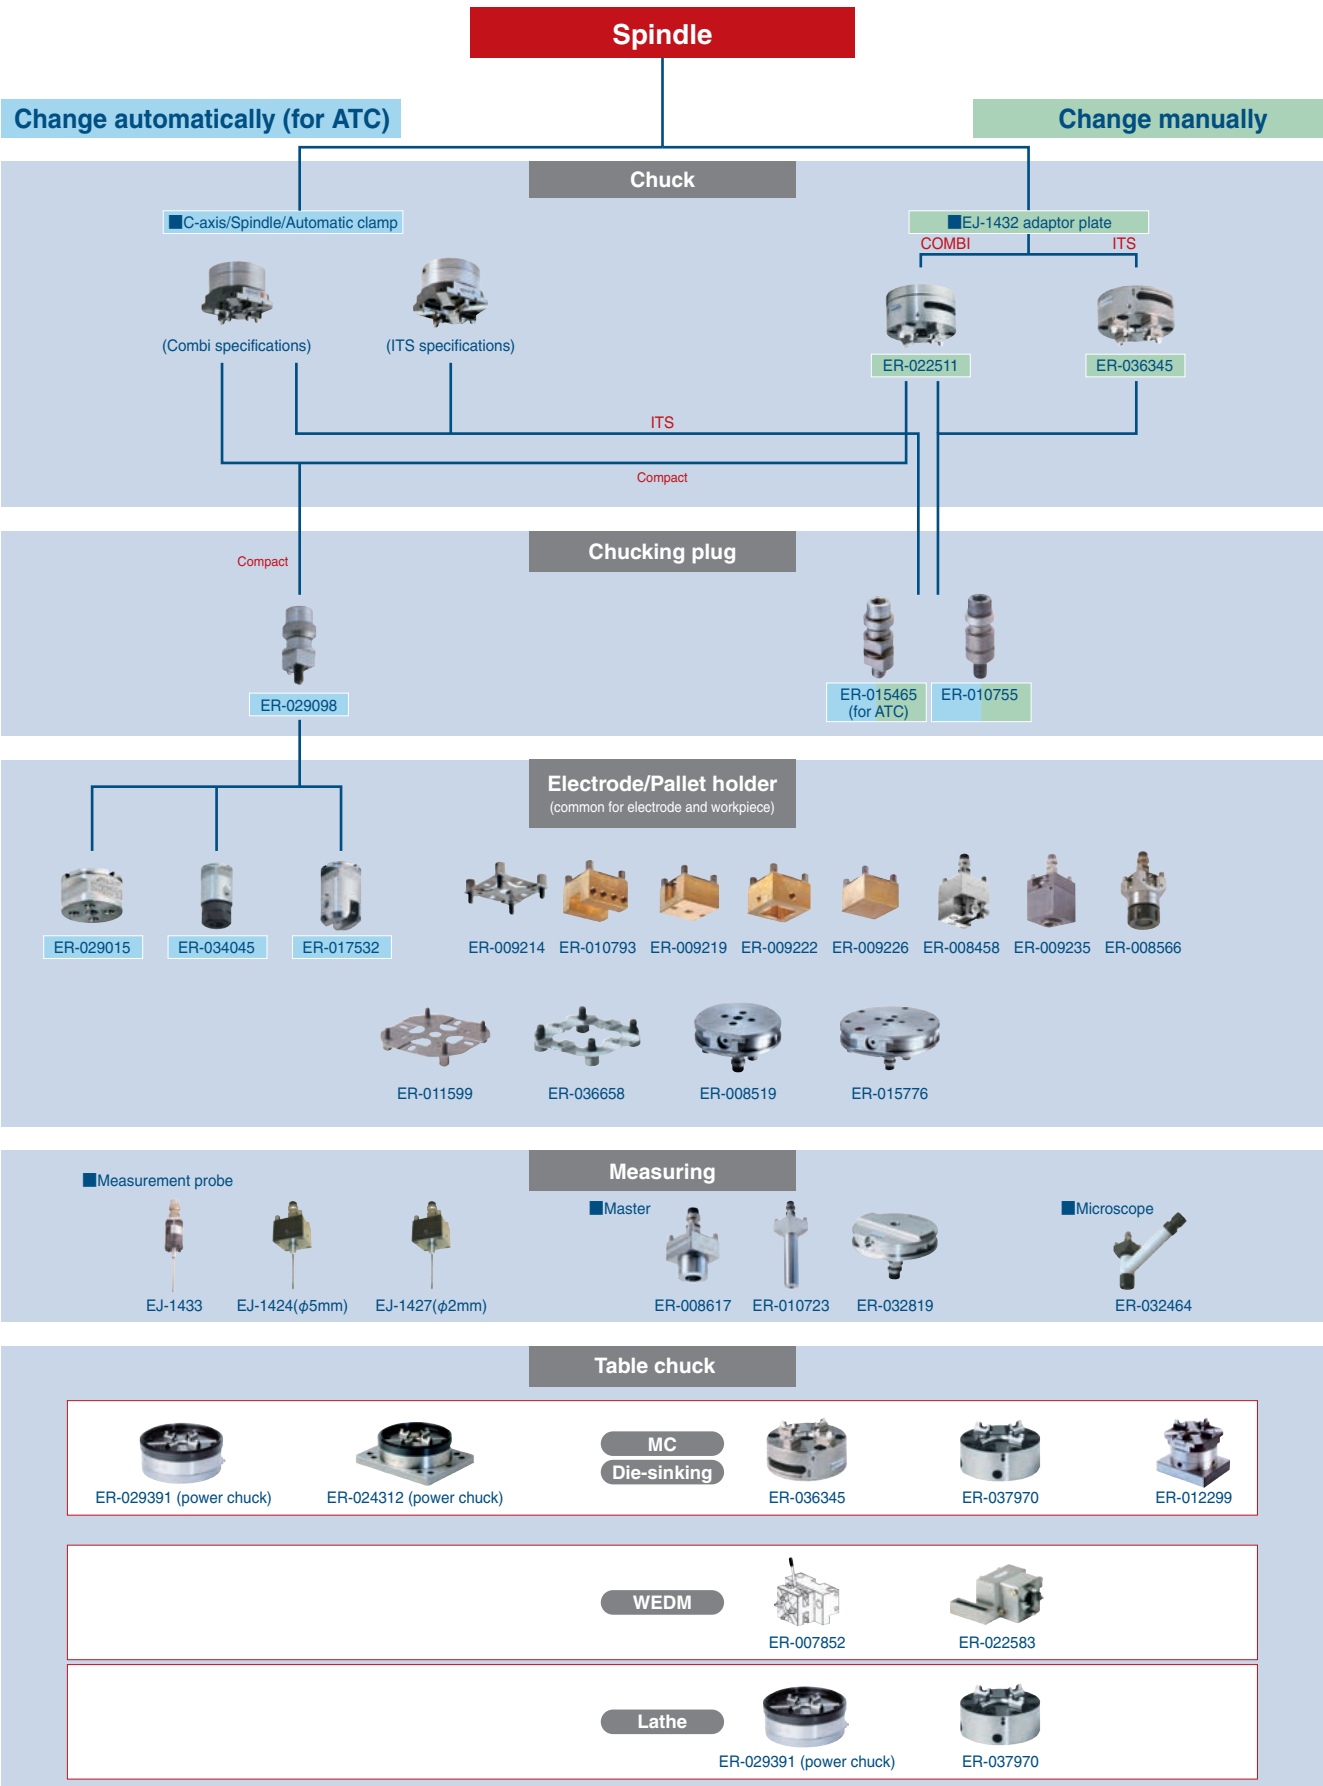 Spindle
Change automatically (for ATC)
Change manually
Chuck
■C-axis/Spindle/Automatic clamp
■EJ-1432 adaptor plate
COMBI
ITS
(Combi specifications)
(ITS specifications)
ER-022511
ER-036345
ITS
Compact
Chucking plug
Compact
ER-029098
ER-015465
(for ATC)
ER-010755
Electrode/Pallet holder
(common for electrode and workpiece)
ER-029015
ER-034045
ER-017532
ER-009214
ER-010793
ER-009219
ER-009222
ER-009226
ER-008458
ER-009235
ER-008566
ER-011599
ER-036658
ER-008519
ER-015776
Measuring
■Measurement probe
■Master
■Microscope
EJ-1433
EJ-1424(φ5mm)
EJ-1427(φ2mm)
ER-008617
ER-010723
ER-032819
ER-032464
Table chuck
MC
Die-sinking
ER-029391 (power chuck)
ER-024312 (power chuck)
ER-036345
ER-037970
ER-012299
WEDM
ER-007852
ER-022583
Lathe
ER-029391 (power chuck)
ER-037970